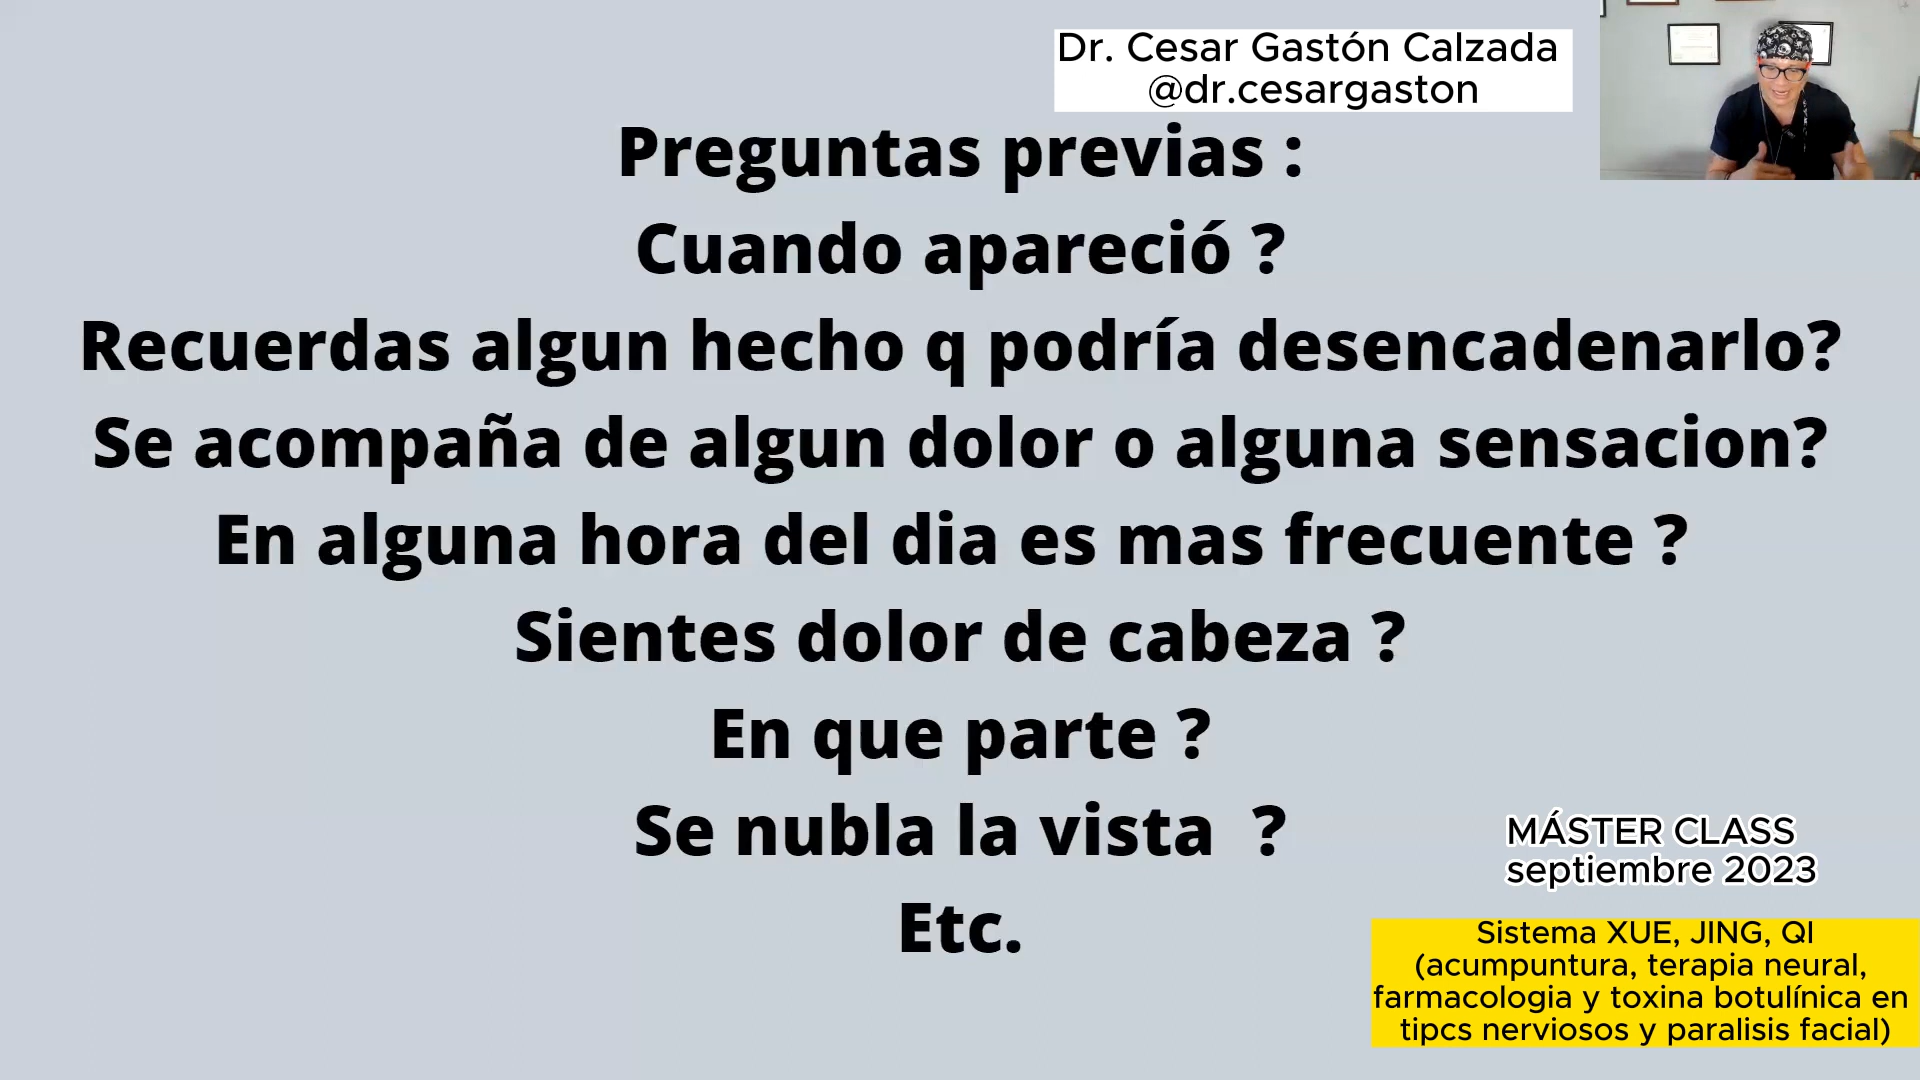 Dr. Cesar Gastón Calzada
@dr.cesargaston
Preguntas previas :
Cuando apareció ?
Recuerdas algun hecho q podría desencadenarlo?
Se acompaña de algun dolor o alguna sensacion?
En alguna hora del dia es mas frecuente ?
Sientes dolor de cabeza ?
En que parte ?
Se nubla la vista ?
Etc.
MÁSTER CLASS
septiembre 2023
Sistema XUE, JING, QI
(acumpuntura, terapia neural,
farmacologia y toxina botulínica en
tipcs nerviosos y paralisis facial)